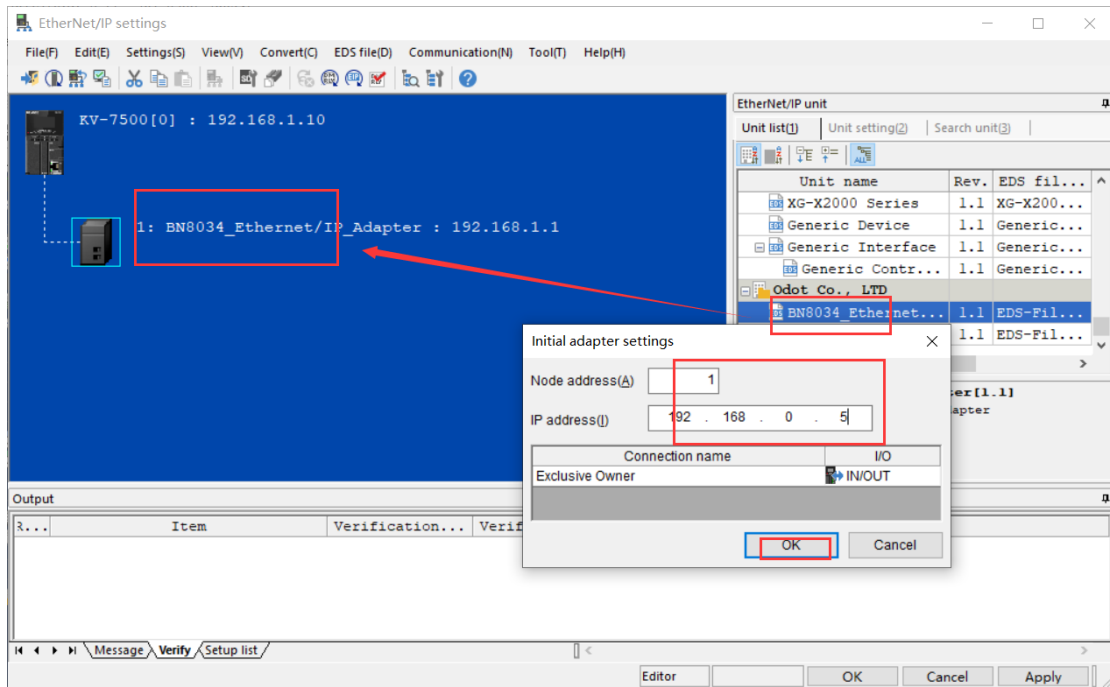 EtherNet/IP settings
File(F) Edit(E) Settings(S) View(V) Convert(C) EDS file(D) Communication(N) Tool(T) Help(H)
KV-7500[0] : 192.168.1.10
1: BN8034_Ethernet/IP_Adapter : 192.168.1.1
EtherNet/IP unit
Unit list(1) Unit setting(2) Search unit(3)
Unit name Rev. EDS fil...
XG-X2000 Series 1.1 XG-X200...
Generic Device 1.1 Generic...
Generic Interface 1.1 Generic...
Generic Contr... 1.1 Generic...
Odot Co., LTD
BN8034_Ethernet... 1.1 EDS-Fil...
1.1 EDS-Fil...
Initial adapter settings
Node address(A) 1
IP address(I) 192 . 168 . 0 . 5
Connection name I/O
Exclusive Owner IN/OUT
OK Cancel
Output
Item Verification... Verif
Message Verify Setup list
Editor OK Cancel Apply